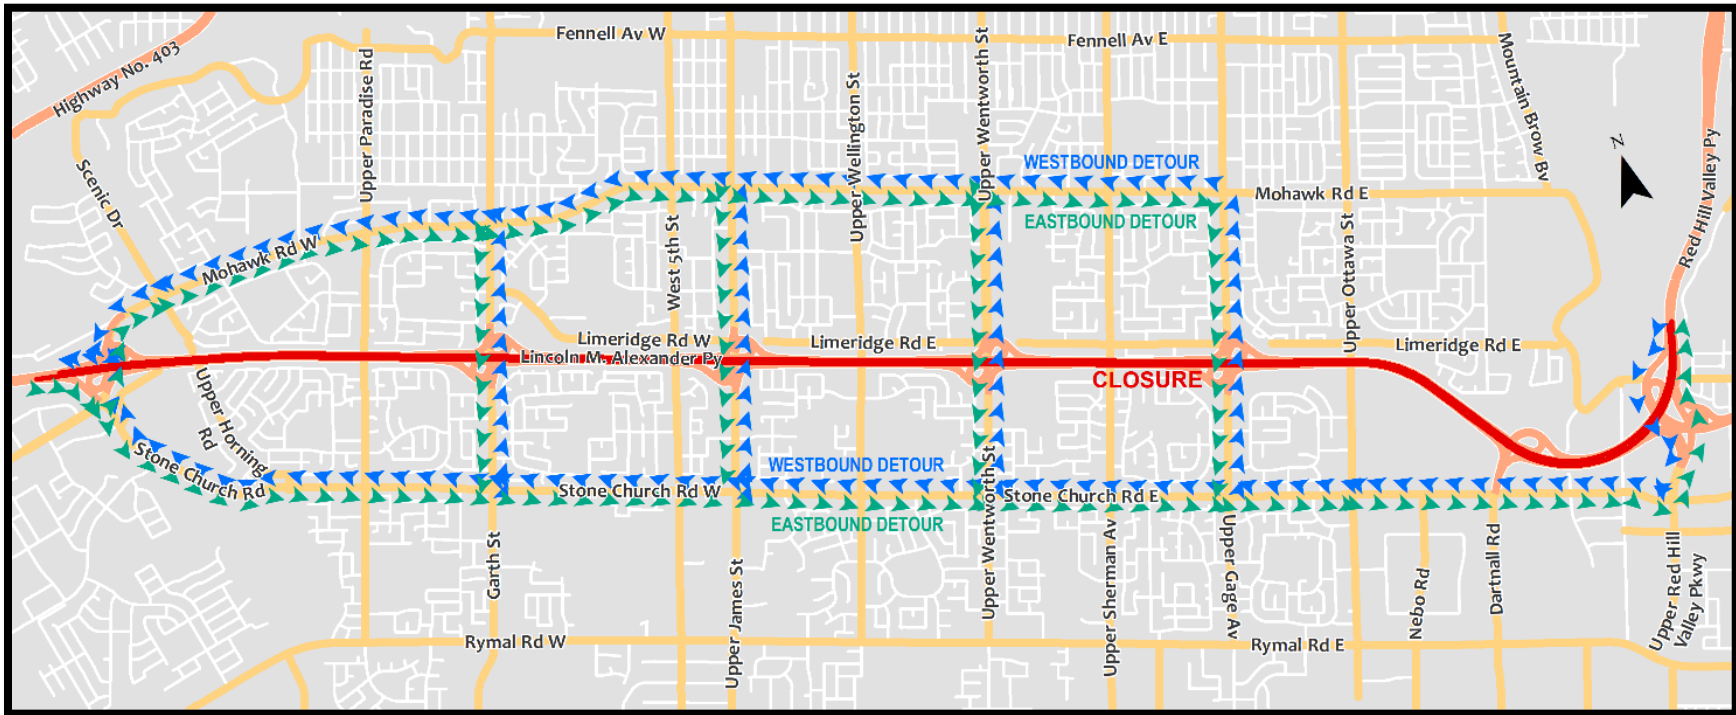 Fennell Av W
Fennell Av E
Highway No. 403
Upper Paradise Rd
Upper Wellington St
Upper Wentworth St
Mountain Brow Bv
N
Scenic Dr
WESTBOUND DETOUR
EASTBOUND DETOUR
Mohawk Rd E
Red Hill Valley Py
Mohawk Rd W
West 5th St
Upper Ottawa St
Limeridge Rd W
Limeridge Rd E
Limeridge Rd E
Lincoln M. Alexander Py
CLOSURE
Upper Horning
Rd
Stone Church Rd
WESTBOUND DETOUR
Stone Church Rd W
Stone Church Rd E
EASTBOUND DETOUR
Garth St
Upper James St
Upper Wentworth St
Upper Sherman Av
Upper Gage Av
Nebo Rd
Dartnall Rd
Upper Red Hill
Valley Pkwy
Rymal Rd W
Rymal Rd E